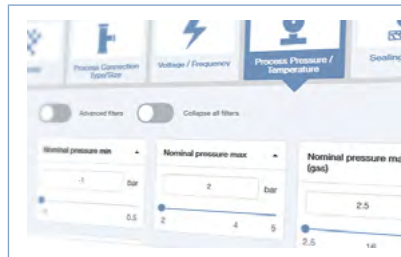 Process Connection
Type/Size
Voltage / Frequency
Process Pressure /
Temperature
Sealing
Advanced filters
Collapse all filters
Nominal pressure min
bar
0.5
Nominal pressure max
2
bar
2
4
5
Nominal pressure ma
(gas)
2.5
2.5
16